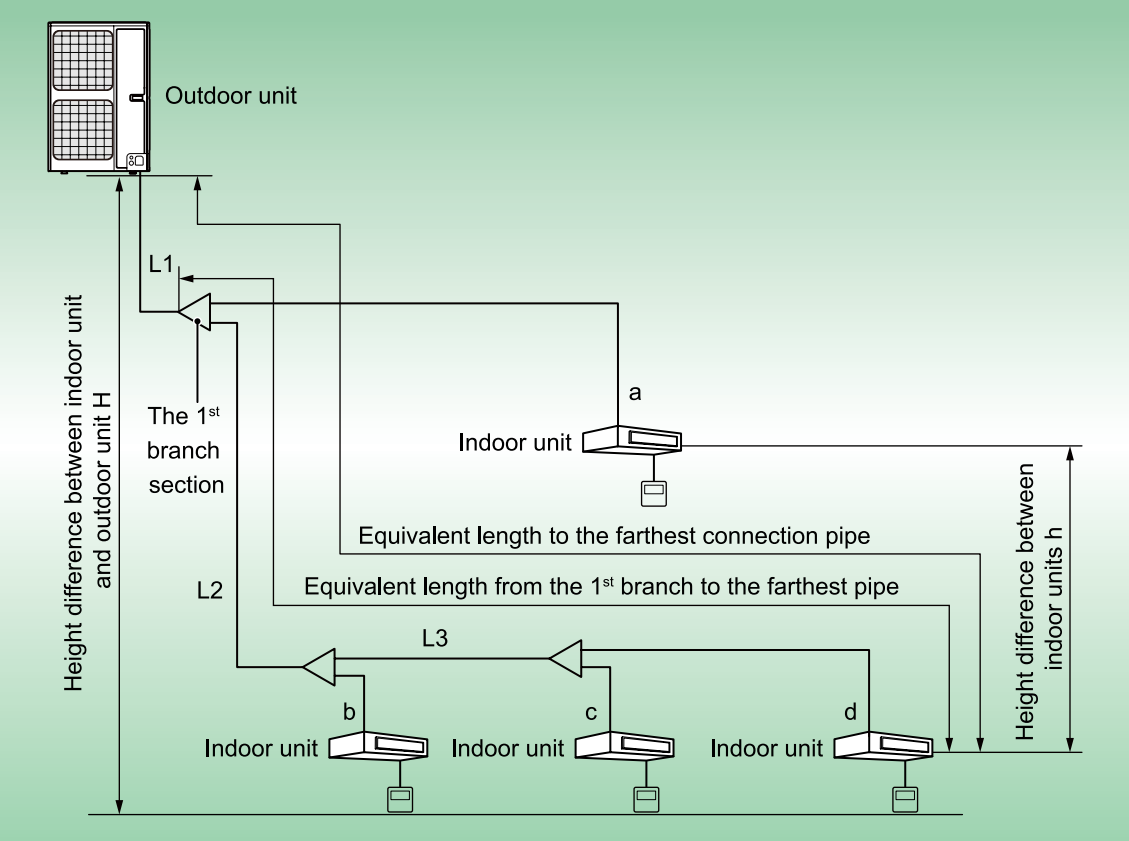 Outdoor unit
L1
Height difference between indoor unit
and outdoor unit H
The 1st
branch
section
a
Indoor unit
Equivalent length to the farthest connection pipe
Equivalent length from the 1st branch to the farthest pipe
Height difference between
indoor units h
L2
L3
b
c
d
Indoor unit
Indoor unit
Indoor unit